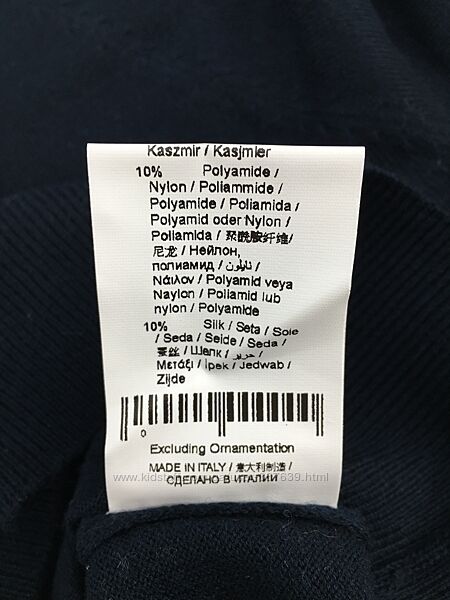 Kaszmir / Kasjmier
10% Polyamide /
Nylon / Poliammide /
Polyamide / Poliamida /
Polyamid oder Nylon /
Poliamida / 聚酰胺纤维/
尼龙 / Нейлон,
полиамид / نايلون /
Νάιλον / Polyamid veya
Naylon / Poliamid lub
nylon / Polyamide
10% Silk / Seta / Soie
/ Seda / Seide / Seda /
蚕丝 / Шелк / حرير /
Μετάξι / İpek / Jedwab /
Zijde
0
Excluding Ornamentation
MADE IN ITALY / 意大利制造 /
СДЕЛАНО В ИТАЛИИ